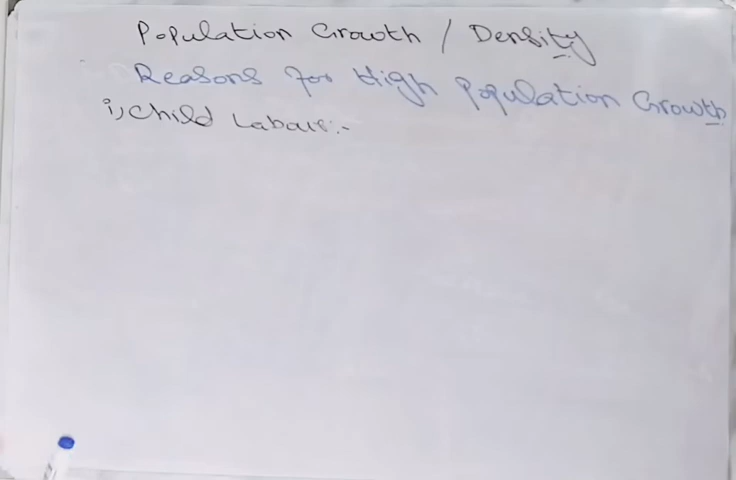 Population Growth / Density
Reasons for High Population Growth
i, Child Labour:-